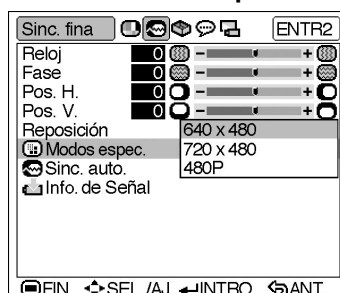 Sinc. fina ENTR2
Reloj 0 - +
Fase 0 - +
Pos. H. 0 - +
Pos. V. 0 - +
Reposición 640 x 480
Modos espec. 720 x 480
Sinc. auto. 480P
Info. de Señal
FIN SEL./AJ. INTRO ANT.